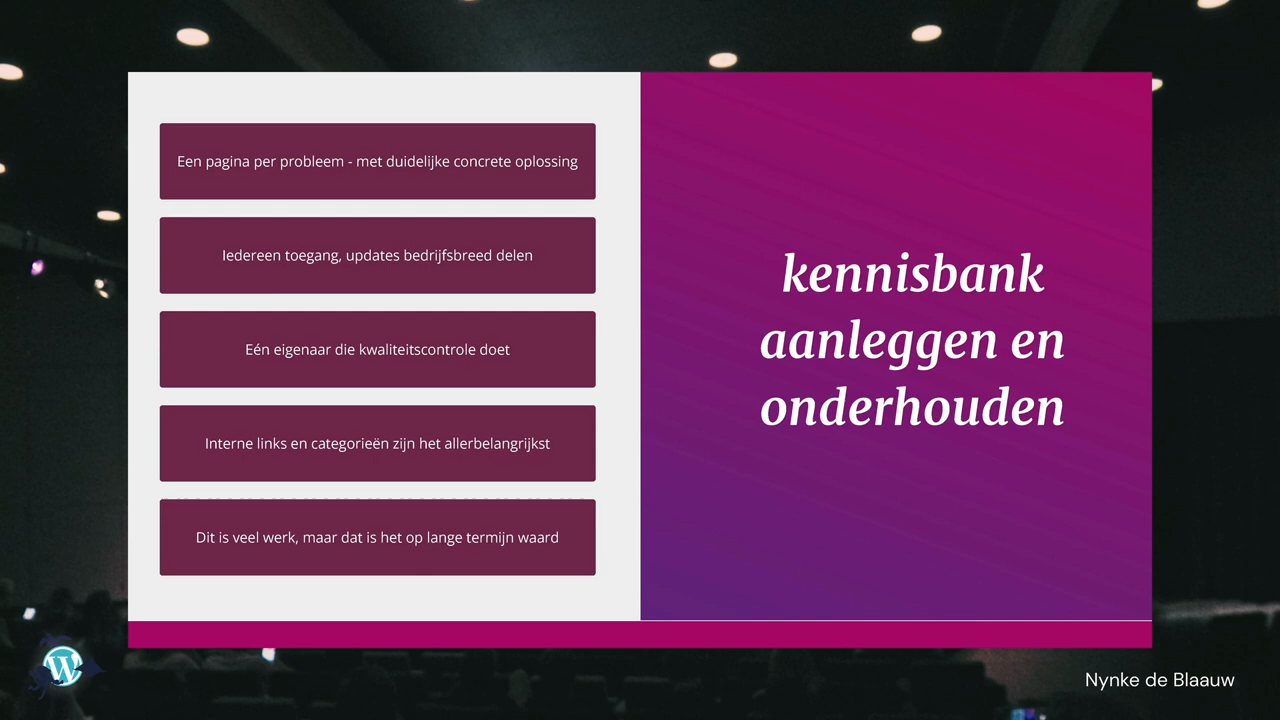 Een pagina per probleem - met duidelijke concrete oplossing
Iedereen toegang, updates bedrijfsbreed delen
Eén eigenaar die kwaliteitscontrole doet
Interne links en categorieën zijn het allerbelangrijkst
Dit is veel werk, maar dat is het op lange termijn waard
kennisbank
aanleggen en
onderhouden
W
Nynke de Blaauw